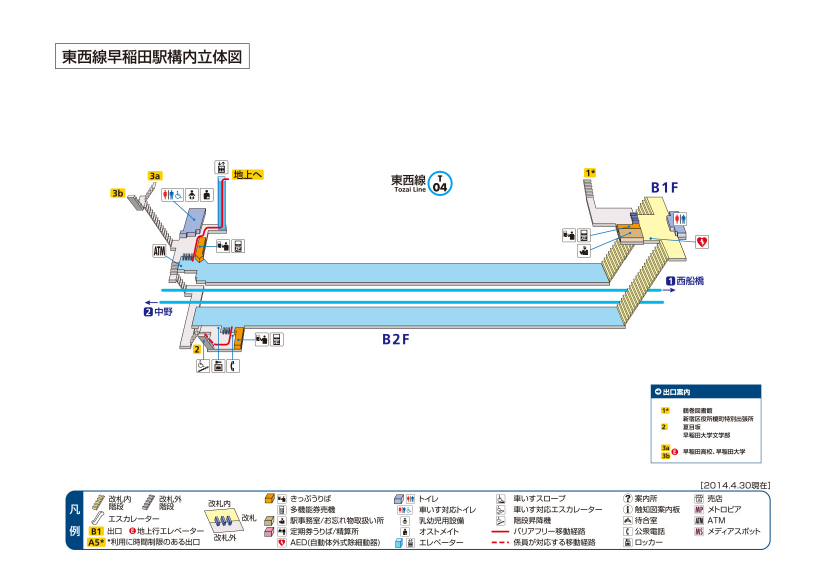 東西線早稲田駅構内立体図
3a
3b
地上へ
東西線
Tozai Line
T
04
1*
B1F
ATM
1西船橋
2中野
2
B2F
出口案内
1* 鶴巻図書館
新宿区役所榎町特別出張所
2 夏目坂
早稲田大学文学部
3a
3b 早稲田高校、早稲田大学
[2014.4.30現在]
凡例
改札内階段
改札外階段
エスカレーター
B1 出口 地上行エレベーター
A5* *利用に時間制限のある出口
改札内
改札
改札外
きっぷうりば
多機能券売機
駅事務室/お忘れ物取扱い所
定期券うりば/精算所
AED(自動体外式除細動器)
トイレ
車いす対応トイレ
乳幼児用設備
オストメイト
エレベーター
車いすスロープ
車いす対応エスカレーター
階段昇降機
バリアフリー移動経路
係員が対応する移動経路
? 案内所
i 触知図案内板
待合室
公衆電話
ロッカー
売店
MP メトロピア
ATM ATM
MS メディアスポット